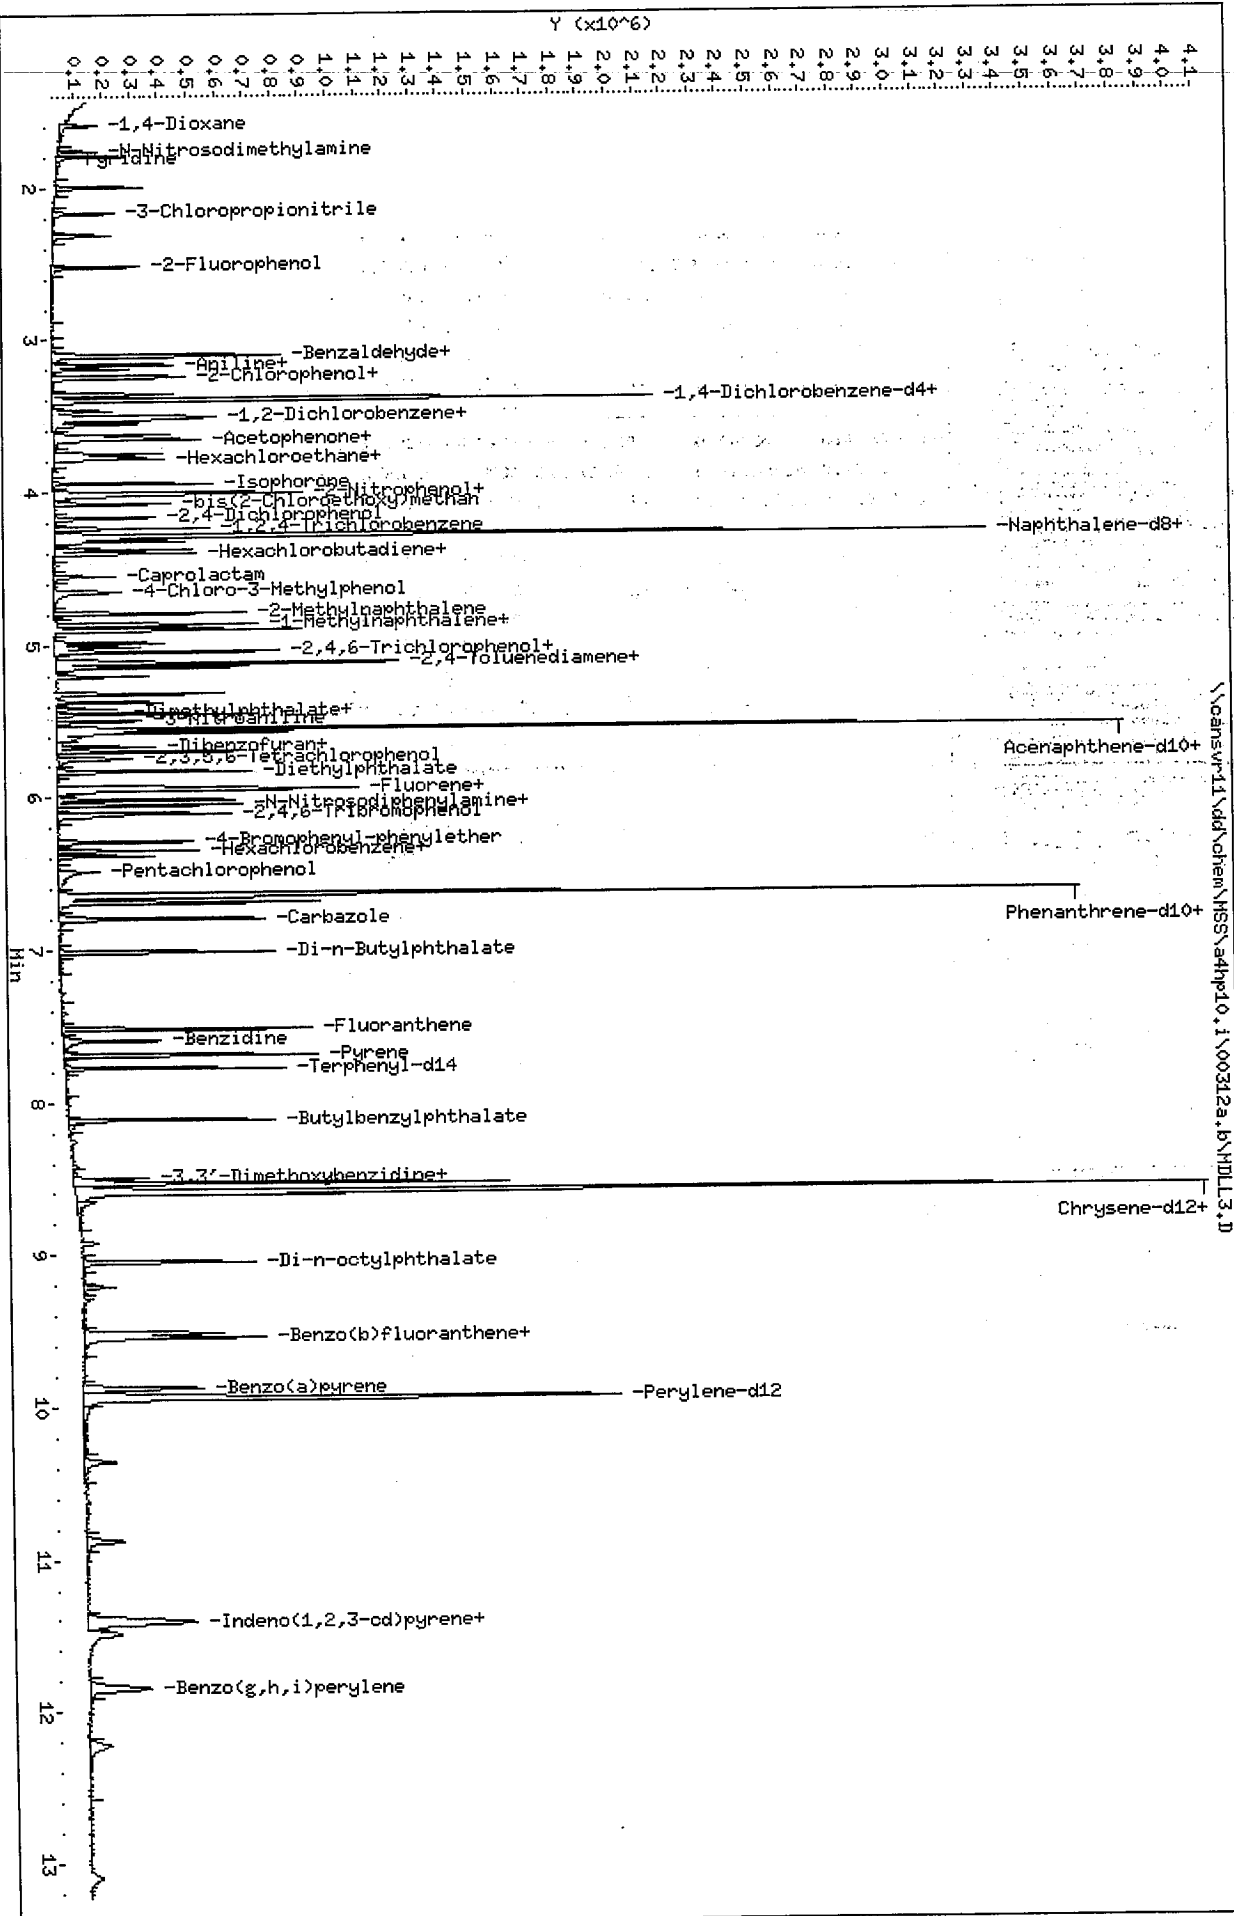 Y (x10^6)
0.1
0.2
0.3
0.4
0.5
0.6
0.7
0.8
0.9
1.0
1.1
1.2
1.3
1.4
1.5
1.6
1.7
1.8
1.9
2.0
2.1
2.2
2.3
2.4
2.5
2.6
2.7
2.8
2.9
3.0
3.1
3.2
3.3
3.4
3.5
3.6
3.7
3.8
3.9
4.0
4.1
\\cansvr11\dd\chem\MSS\a4hp10.i\00312a.b\MDLL3.D
-1,4-Dioxane
-N-Nitrosodimethylamine
Pyridine
2
-3-Chloropropionitrile
-2-Fluorophenol
3
-Benzaldehyde+
-Aniline+
-2-Chlorophenol+
-1,4-Dichlorobenzene-d4+
-1,2-Dichlorobenzene+
-Acetophenone+
-Hexachloroethane+
-Isophorone
-2-Nitrophenol+
4
-bis(2-Chloroethoxy)methan
-2,4-Dichlorophenol
-1,2,4-Trichlorobenzene
-Naphthalene-d8+
-Hexachlorobutadiene+
-Caprolactam
-4-Chloro-3-Methylphenol
-2-Methylnaphthalene
-1-Methylnaphthalene+
5
-2,4,6-Trichlorophenol+
-2,4-Toluenediamene+
-Dimethylphthalate+
-3-Nitroaniline
Acenaphthene-d10+
-Dibenzofuran+
-2,3,5,6-Tetrachlorophenol
-Diethylphthalate
-Fluorene+
6
-N-Nitrosodiphenylamine+
-2,4,6-Tribromophenol
-4-Bromophenyl-phenylether
-Hexachlorobenzene+
-Pentachlorophenol
Phenanthrene-d10+
-Carbazole
7
-Di-n-Butylphthalate
Min
-Fluoranthene
-Benzidine
-Pyrene
-Terphenyl-d14
8
-Butylbenzylphthalate
-3,3'-Dimethoxybenzidine+
Chrysene-d12+
9
-Di-n-octylphthalate
-Benzo(b)fluoranthene+
-Benzo(a)pyrene
-Perylene-d12
10
11
-Indeno(1,2,3-cd)pyrene+
-Benzo(g,h,i)perylene
12
13